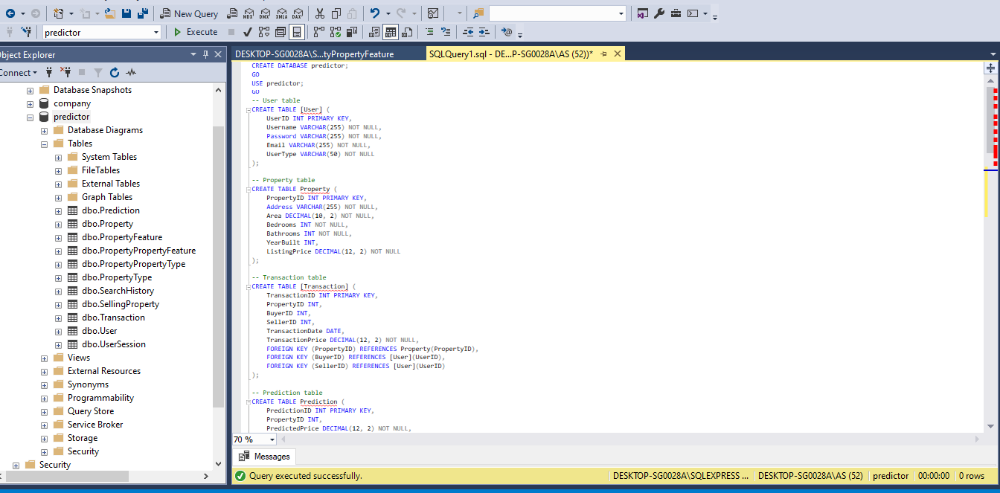 New Query
MDX
DMX
XMLA
DAX
predictor
Execute
bject Explorer
DESKTOP-SG0028A\S...tyPropertyFeature
SQLQuery1.sql - DE...P-SG0028A\AS (52))*
onnect
Database Snapshots
company
predictor
Database Diagrams
Tables
System Tables
FileTables
External Tables
Graph Tables
dbo.Prediction
dbo.Property
dbo.PropertyFeature
dbo.PropertyPropertyFeature
dbo.PropertyPropertyType
dbo.PropertyType
dbo.SearchHistory
dbo.SellingProperty
dbo.Transaction
dbo.User
dbo.UserSession
Views
External Resources
Synonyms
Programmability
Query Store
Service Broker
Storage
Security
Security
CREATE DATABASE predictor;
GO
USE predictor;
GO
-- User table
CREATE TABLE [User] (
UserID INT PRIMARY KEY,
Username VARCHAR(255) NOT NULL,
Password VARCHAR(255) NOT NULL,
Email VARCHAR(255) NOT NULL,
UserType VARCHAR(50) NOT NULL
);
-- Property table
CREATE TABLE Property (
PropertyID INT PRIMARY KEY,
Address VARCHAR(255) NOT NULL,
Area DECIMAL(10, 2) NOT NULL,
Bedrooms INT NOT NULL,
Bathrooms INT NOT NULL,
YearBuilt INT,
ListingPrice DECIMAL(12, 2) NOT NULL
);
-- Transaction table
CREATE TABLE [Transaction] (
TransactionID INT PRIMARY KEY,
PropertyID INT,
BuyerID INT,
SellerID INT,
TransactionDate DATE,
TransactionPrice DECIMAL(12, 2) NOT NULL,
FOREIGN KEY (PropertyID) REFERENCES Property(PropertyID),
FOREIGN KEY (BuyerID) REFERENCES [User](UserID),
FOREIGN KEY (SellerID) REFERENCES [User](UserID)
);
-- Prediction table
CREATE TABLE Prediction (
PredictionID INT PRIMARY KEY,
PropertyID INT,
PredictedPrice DECIMAL(12, 2) NOT NULL,
70 %
Messages
Query executed successfully.
DESKTOP-SG0028A\SQLEXPRESS ...
DESKTOP-SG0028A\AS (52)
predictor
00:00:00
0 rows